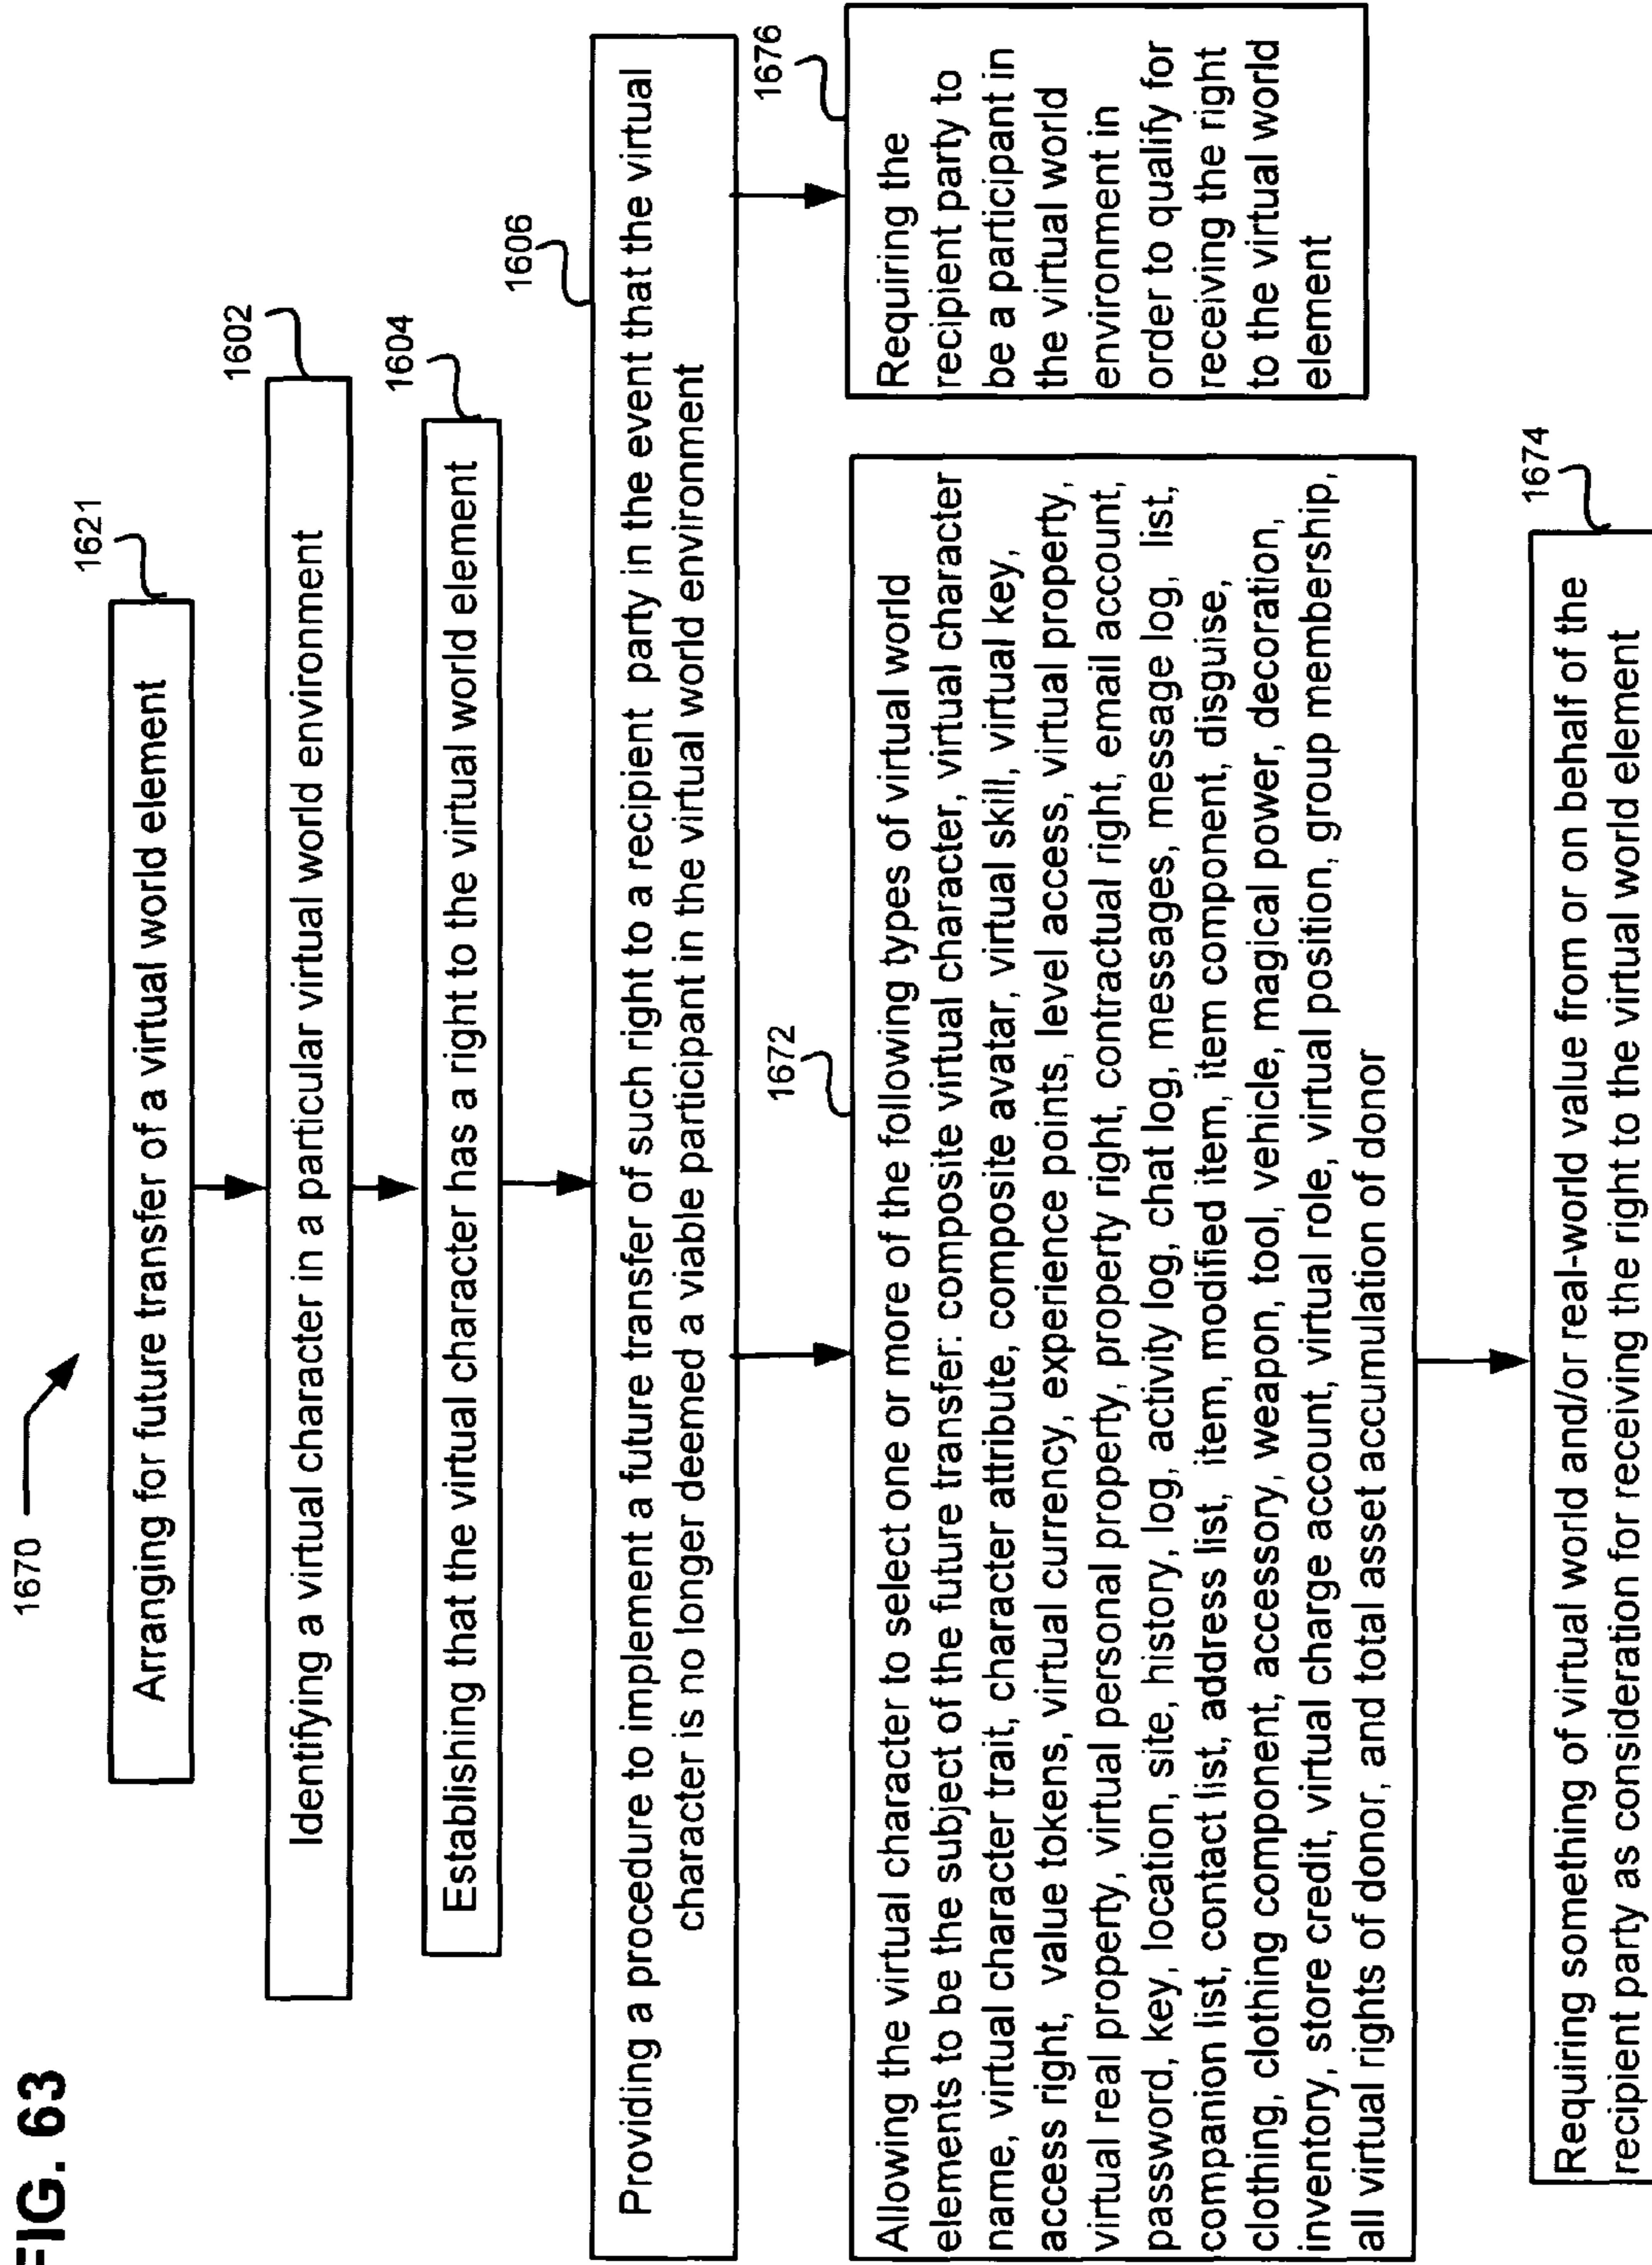 FIG. 63
1670
1621
Arranging for future transfer of a virtual world element
1602
Identifying a virtual character in a particular virtual world environment
1604
Establishing that the virtual character has a right to the virtual world element
1606
Providing a procedure to implement a future transfer of such right to a recipient party in the event that the virtual
character is no longer deemed a viable participant in the virtual world environment
1672
Allowing the virtual character to select one or more of the following types of virtual world
elements to be the subject of the future transfer: composite virtual character, virtual character
name, virtual character trait, character attribute, composite avatar, virtual skill, virtual key,
access right, value tokens, virtual currency, experience points, level access, virtual property,
virtual real property, virtual personal property, property right, contractual right, email account,
password, key, location, site, history, log, activity log, chat log, messages, message log, list,
companion list, contact list, address list, item, modified item, item component, disguise,
clothing, clothing component, accessory, weapon, tool, vehicle, magical power, decoration,
inventory, store credit, virtual charge account, virtual role, virtual position, group membership,
all virtual rights of donor, and total asset accumulation of donor
1676
Requiring the
recipient party to
be a participant in
the virtual world
environment in
order to qualify for
receiving the right
to the virtual world
element
1674
Requiring something of virtual world and/or real-world value from or on behalf of the
recipient party as consideration for receiving the right to the virtual world element